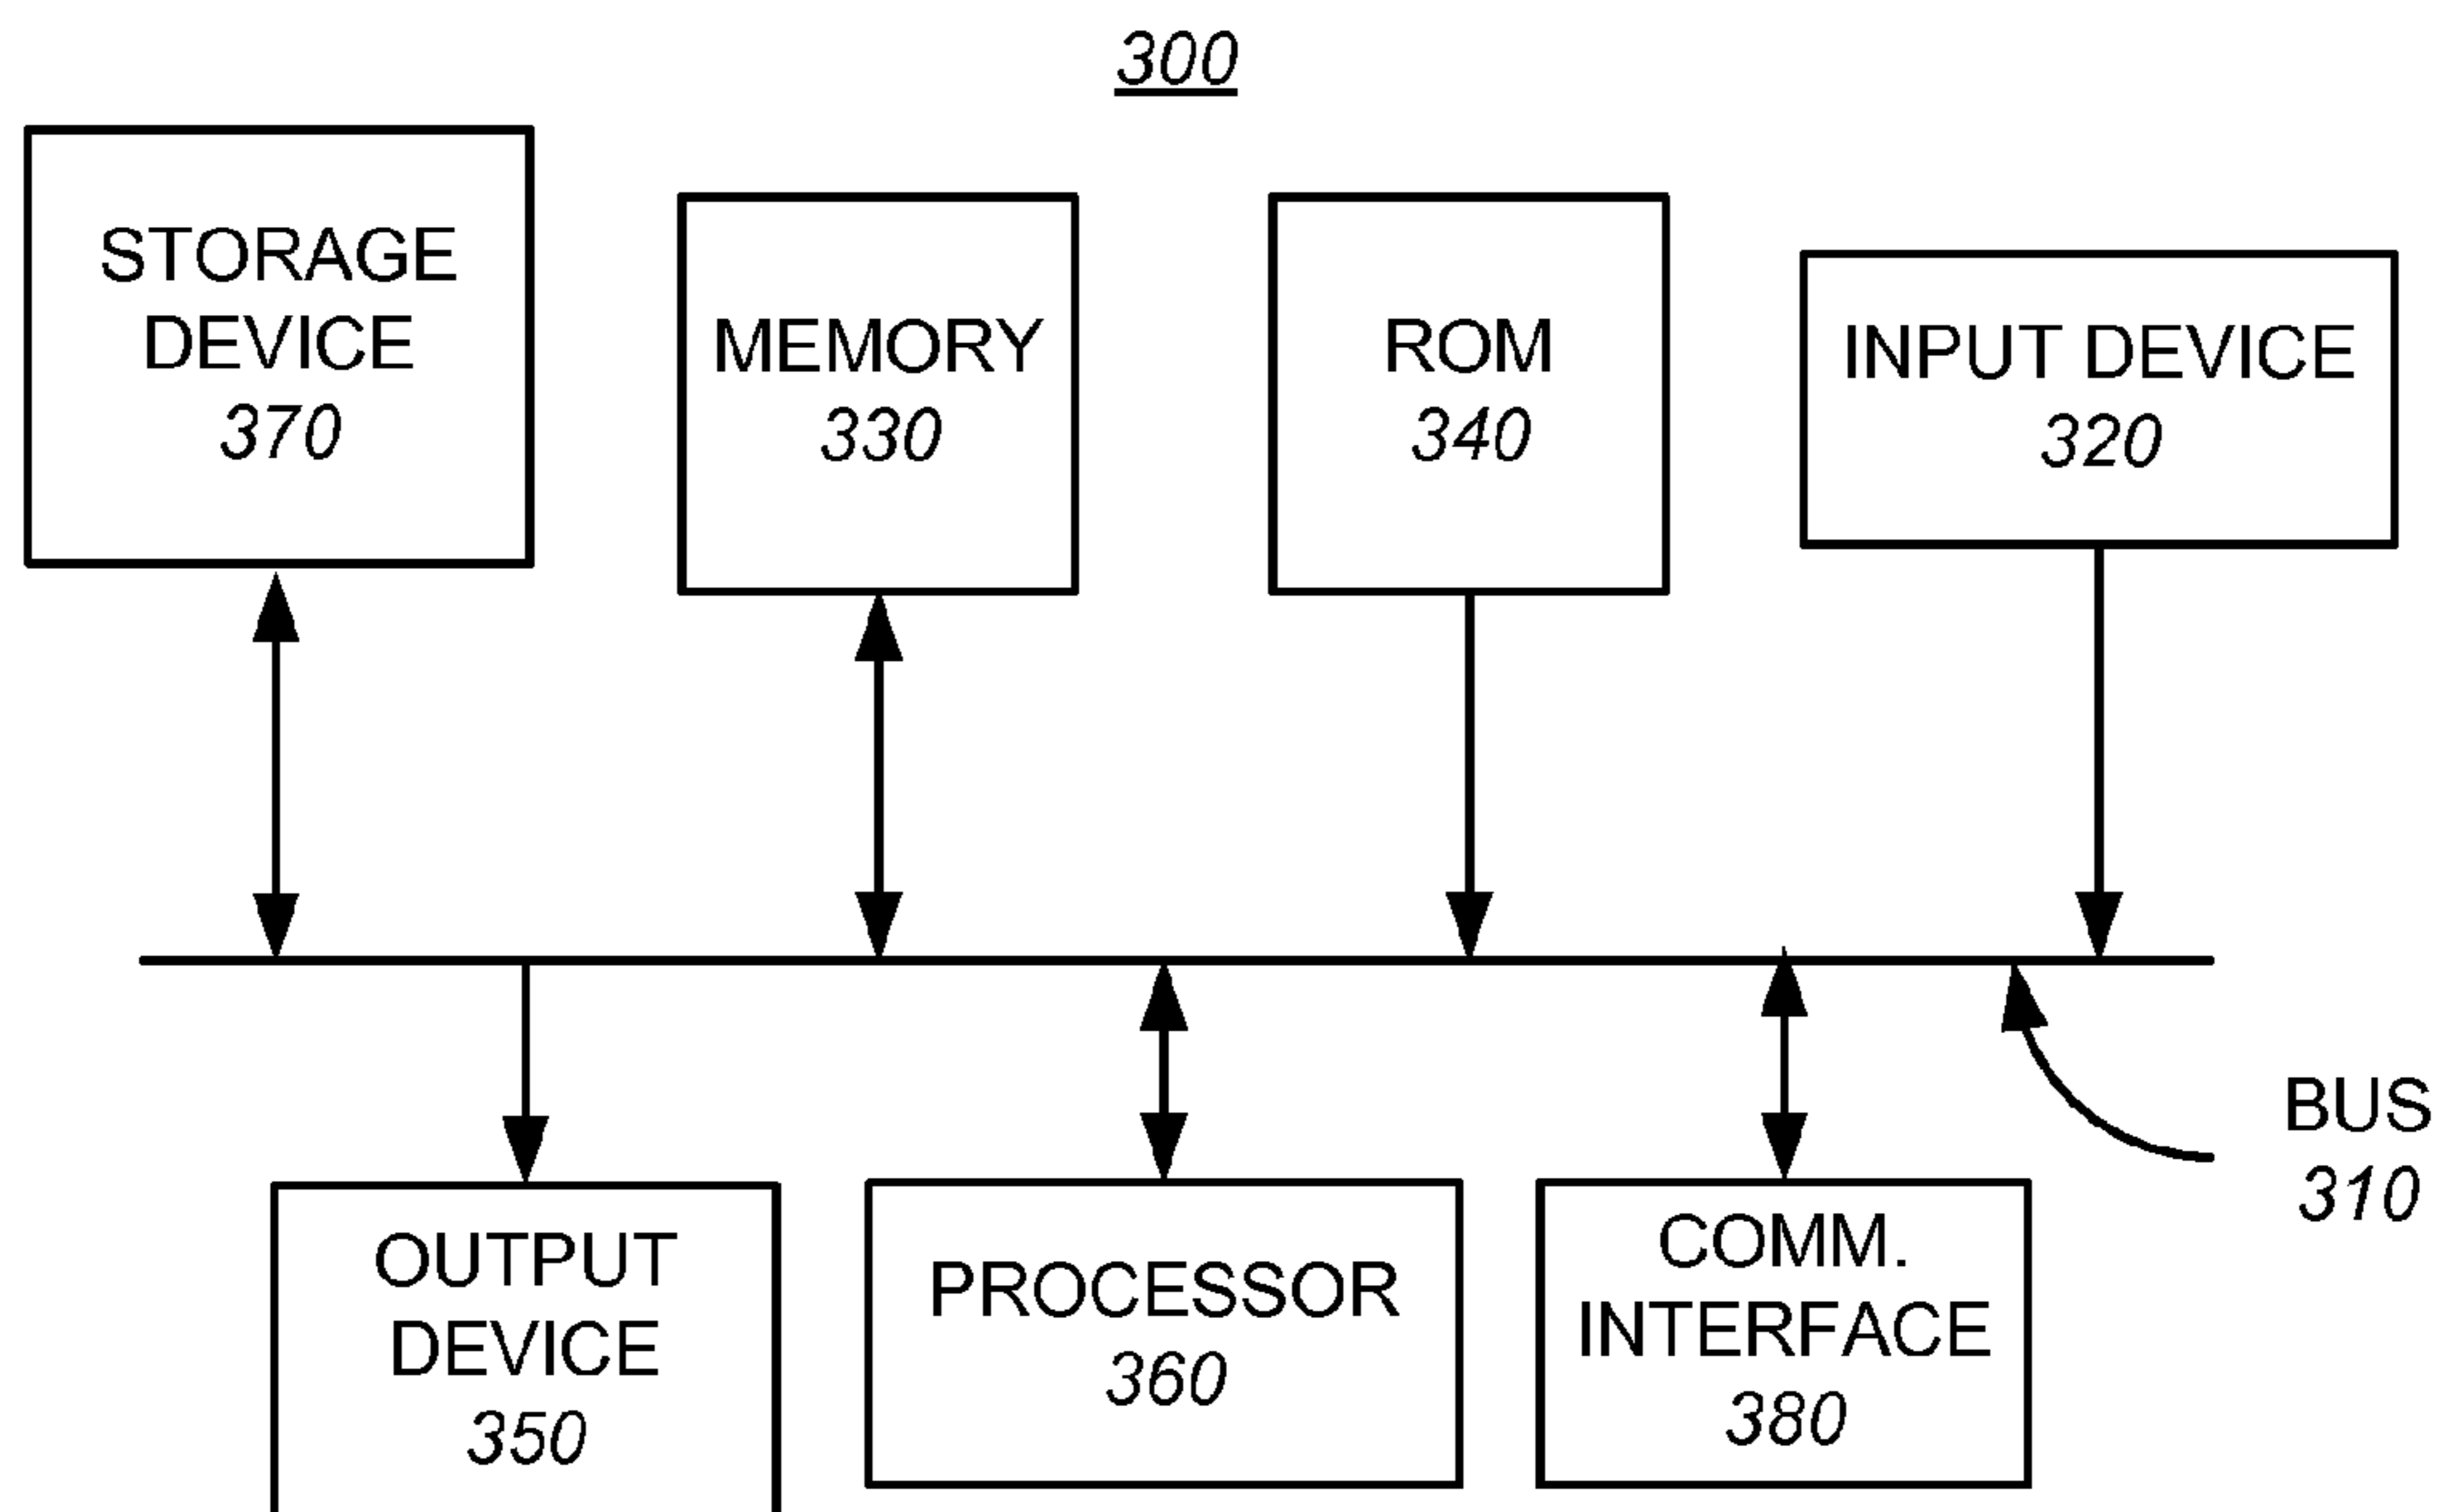 300
STORAGE
DEVICE
370
MEMORY
330
ROM
340
INPUT DEVICE
320
BUS
310
OUTPUT
DEVICE
350
PROCESSOR
360
COMM.
INTERFACE
380